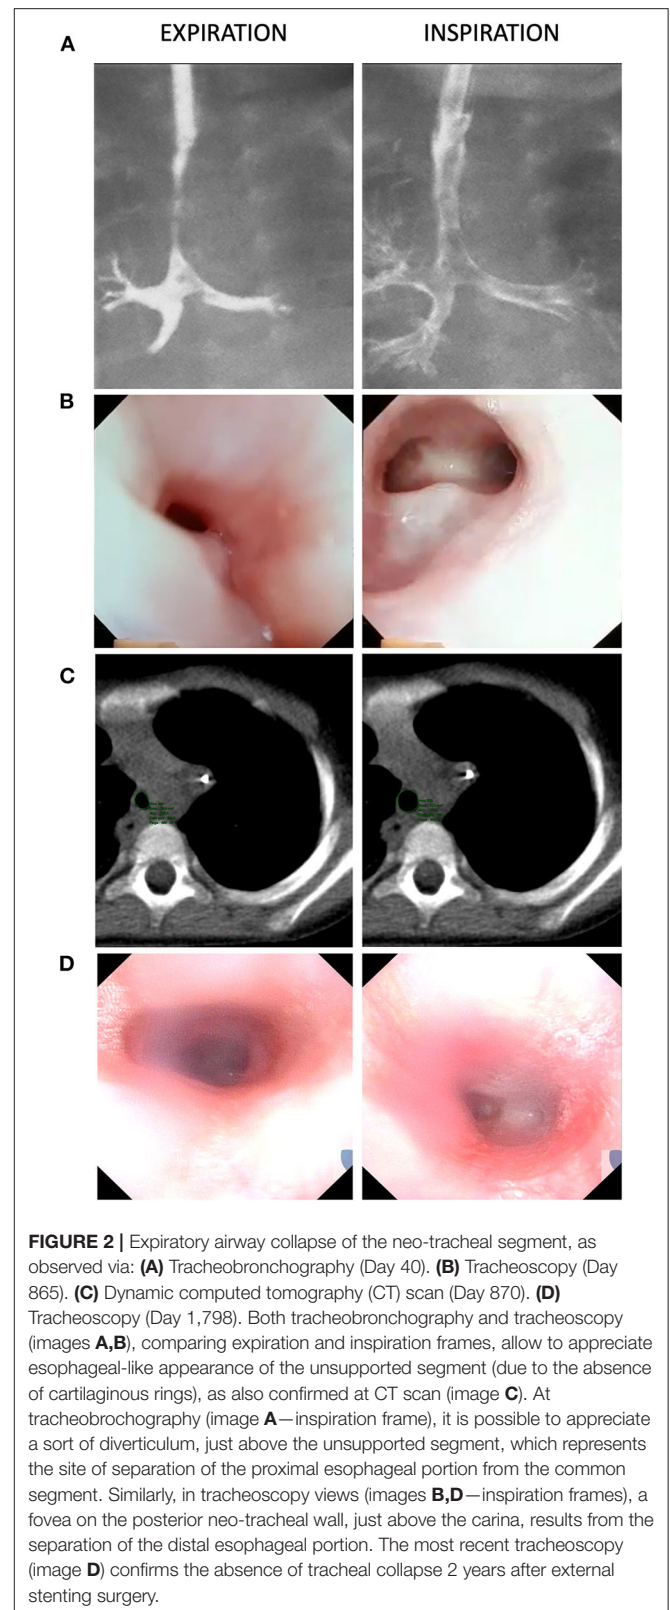 EXPIRATION INSPIRATION
A
B
C
D
FIGURE 2 | Expiratory airway collapse of the neo-tracheal segment, as
observed via: (A) Tracheobronchography (Day 40). (B) Tracheoscopy (Day
865). (C) Dynamic computed tomography (CT) scan (Day 870). (D)
Tracheoscopy (Day 1,798). Both tracheobronchography and tracheoscopy
(images A,B), comparing expiration and inspiration frames, allow to appreciate
esophageal-like appearance of the unsupported segment (due to the absence
of cartilaginous rings), as also confirmed at CT scan (image C). At
tracheobrochography (image A—inspiration frame), it is possible to appreciate
a sort of diverticulum, just above the unsupported segment, which represents
the site of separation of the proximal esophageal portion from the common
segment. Similarly, in tracheoscopy views (images B,D—inspiration frames), a
fovea on the posterior neo-tracheal wall, just above the carina, results from the
separation of the distal esophageal portion. The most recent tracheoscopy
(image D) confirms the absence of tracheal collapse 2 years after external
stenting surgery.